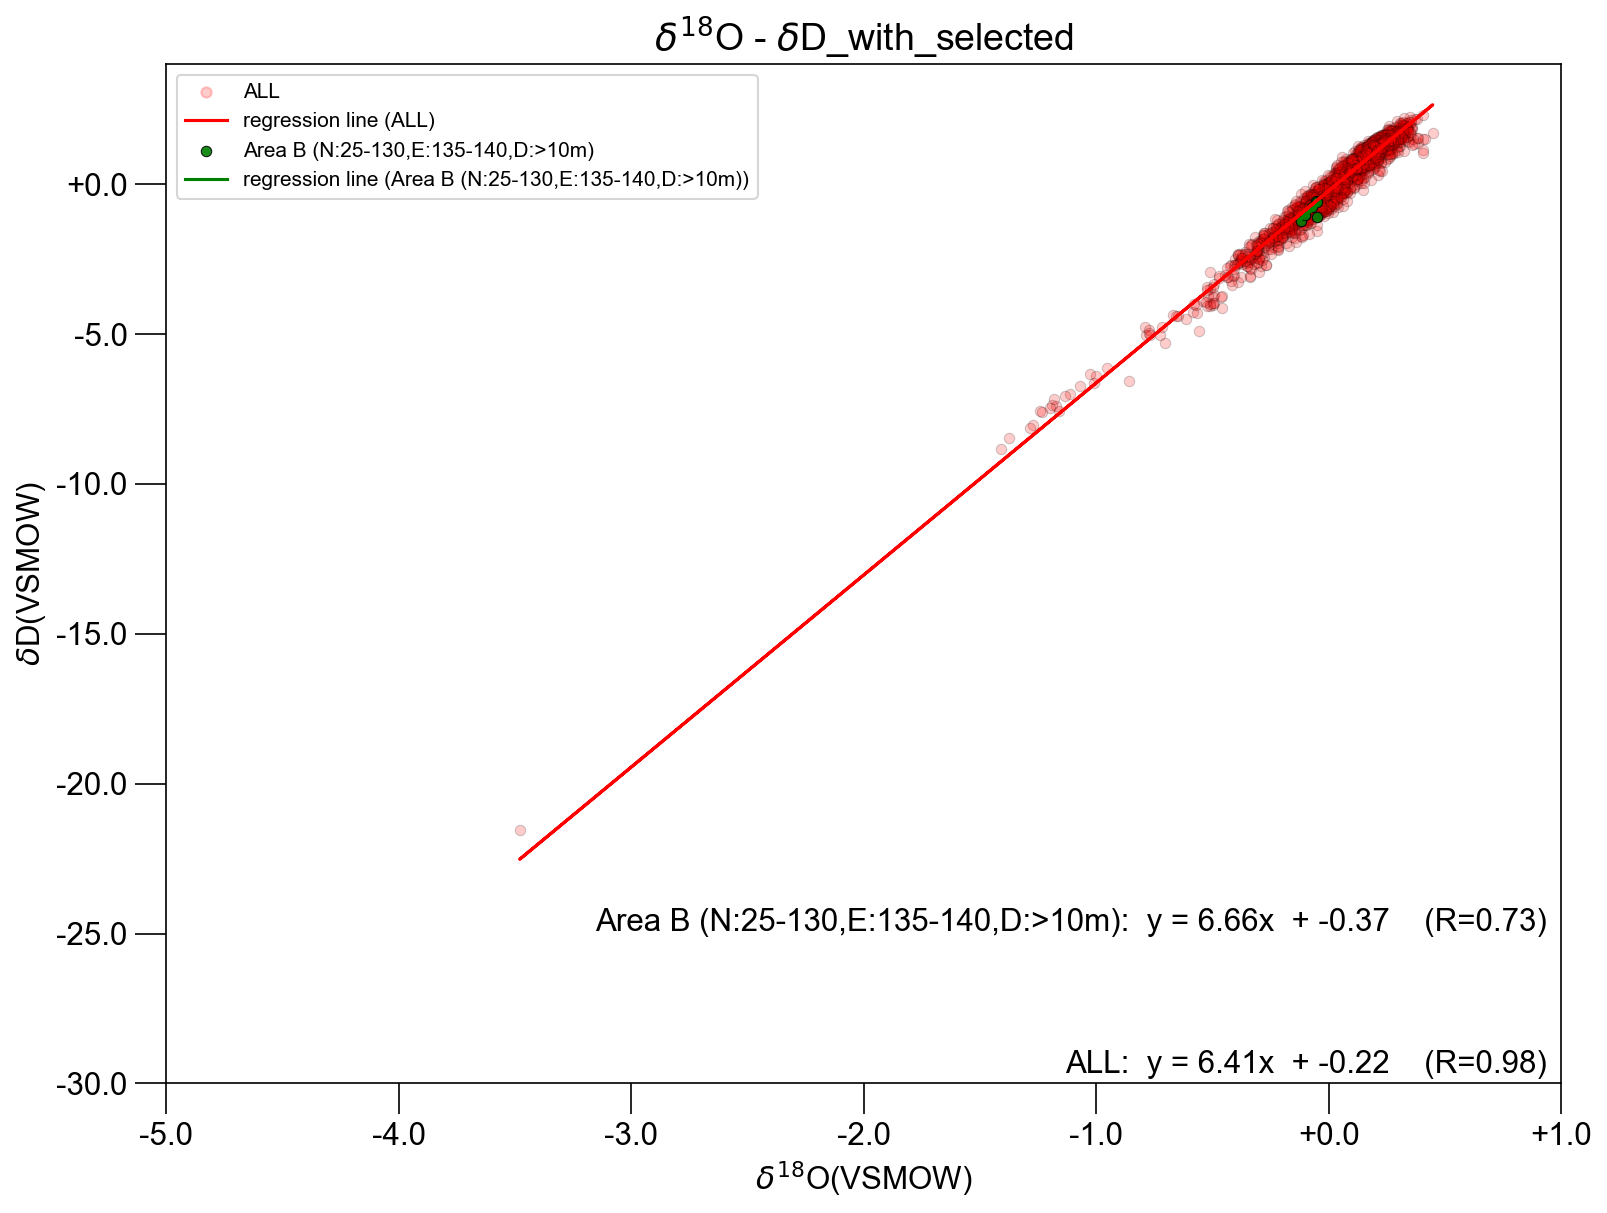 δ¹⁸O - δD_with_selected
ALL
regression line (ALL)
Area B (N:25-130,E:135-140,D:>10m)
regression line (Area B (N:25-130,E:135-140,D:>10m))
+0.0
-5.0
-10.0
-15.0
-20.0
-25.0
-30.0
δD(VSMOW)
Area B (N:25-130,E:135-140,D:>10m):  y = 6.66x  + -0.37    (R=0.73)
ALL:  y = 6.41x  + -0.22    (R=0.98)
-5.0 -4.0 -3.0 -2.0 -1.0 +0.0 +1.0
δ¹⁸O(VSMOW)